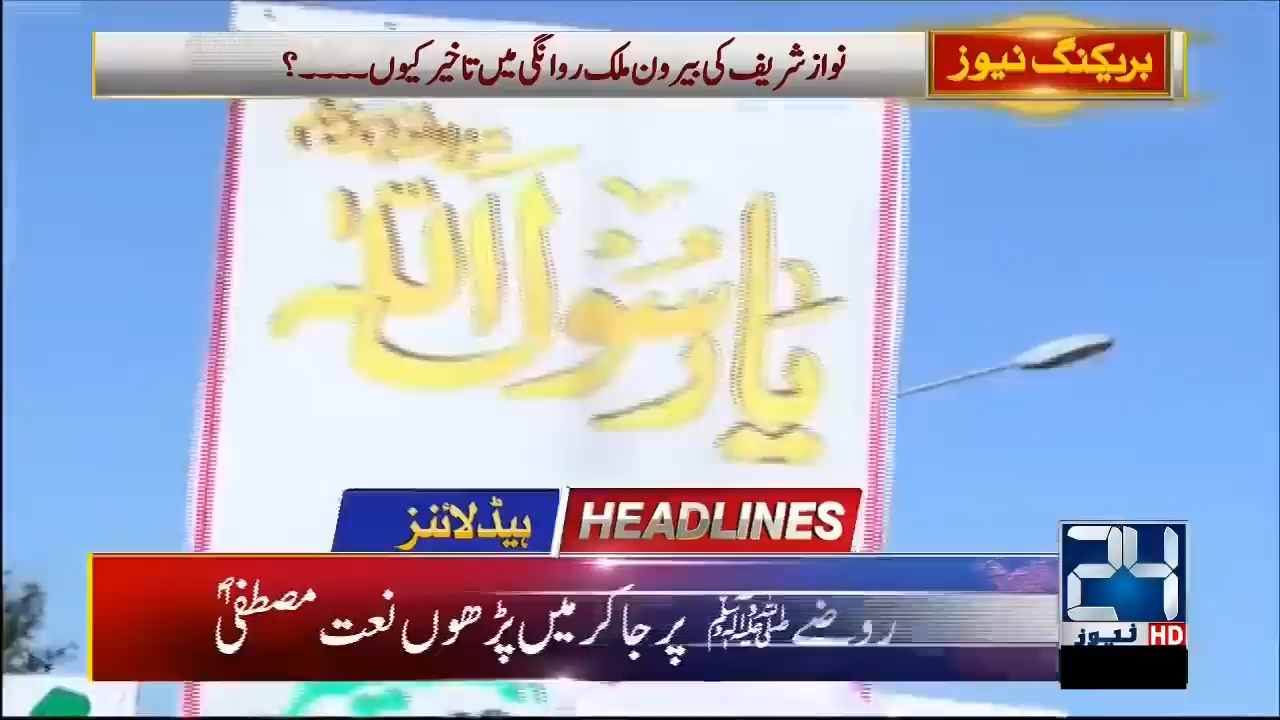 نواز شریف کی بیرون ملک روانگی میں تاخیر کیوں ۔۔۔۔؟
بریکنگ نیوز
یا رسول اللہ
ہیڈلائنز
HEADLINES
روضے ﷺ پر جا کر میں پڑھوں نعت مصطفیؐ
24
نیوز HD